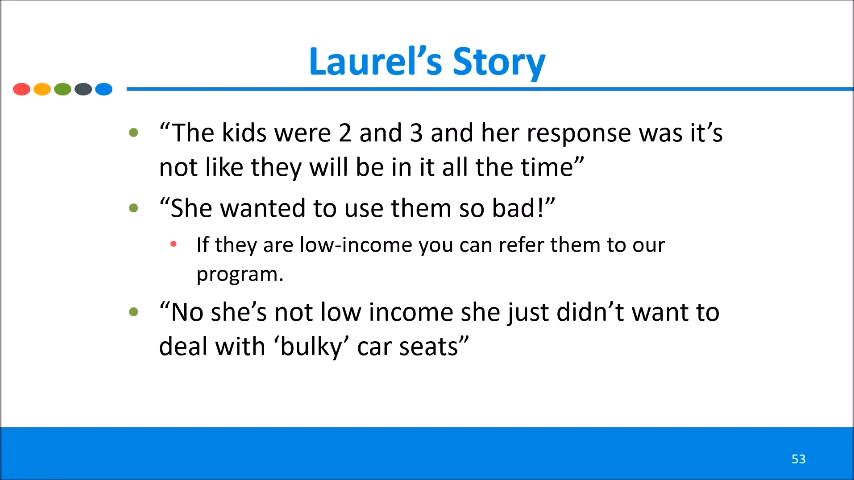 Laurel’s Story
• “The kids were 2 and 3 and her response was it’s
not like they will be in it all the time”
• “She wanted to use them so bad!”
• If they are low-income you can refer them to our
program.
• “No she’s not low income she just didn’t want to
deal with ‘bulky’ car seats”
53